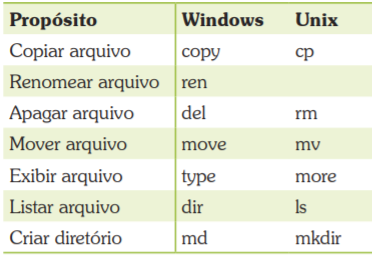 Propósito Windows Unix
Copiar arquivo copy cp
Renomear arquivo ren
Apagar arquivo del rm
Mover arquivo move mv
Exibir arquivo type more
Listar arquivo dir ls
Criar diretório md mkdir